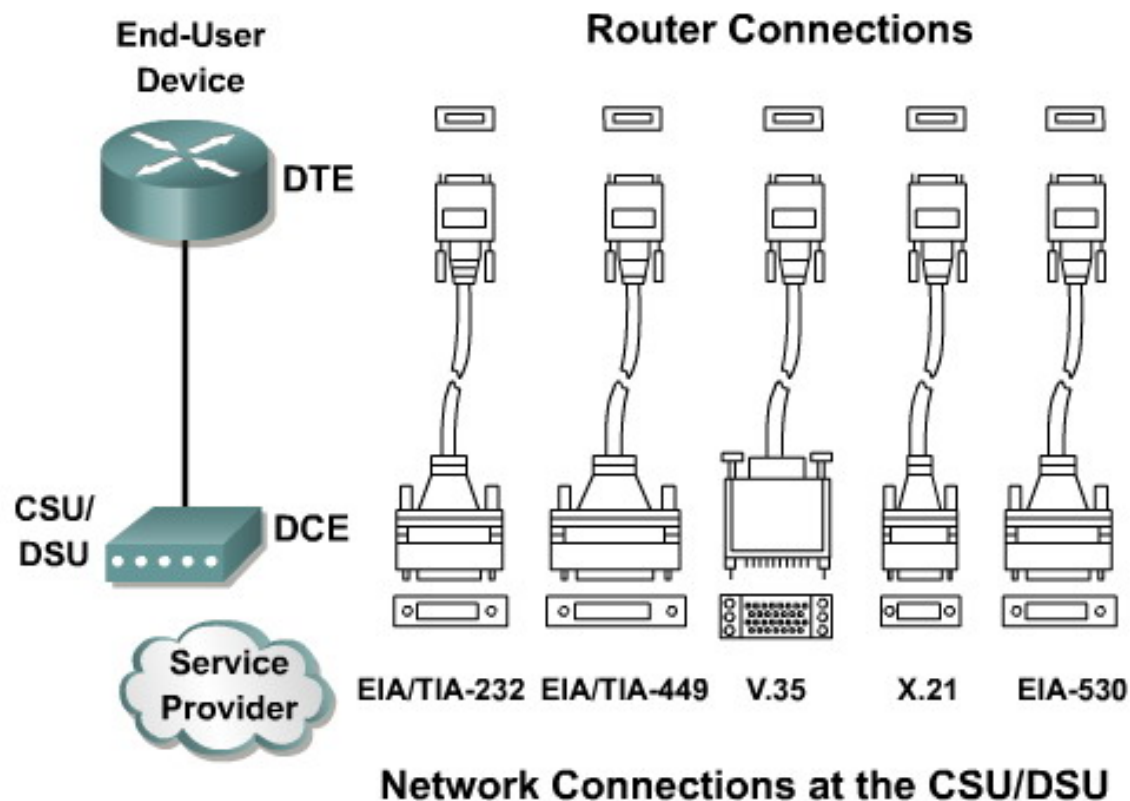 End-User
Device
Router Connections
DTE
CSU/
DSU
DCE
Service
Provider
EIA/TIA-232 EIA/TIA-449 V.35 X.21 EIA-530
Network Connections at the CSU/DSU